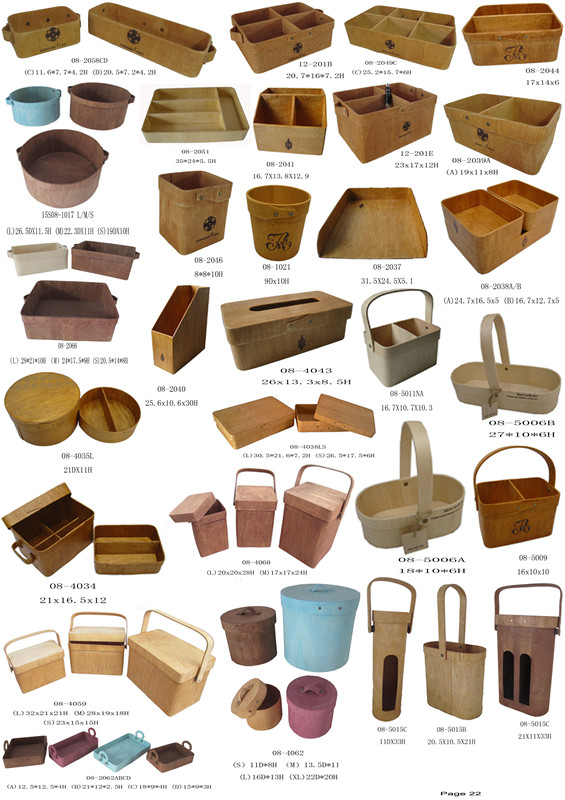 08-2058CD
(C)11.6*7.7*4.2H (D)20.5*7.2*4.2H
12-201B
20.7*16*7.2H
08-2049C
(C)25.2*15.7*6H
08-2044
17x14x6
08-2051
35*24*5.5H
08-2041
16.7X13.8X12.9
12-201E
23x17x12H
08-2039A
(A)19x11x8H
15S08-1017 L/M/S
(L)26.5DX11.5H (M)22.3DX11H (S)19DX10H
08-2046
8*8*10H
08-1021
9Dx10H
08-2037
31.5X24.5X5.1
08-2038A/B
(A)24.7x16.5x5 (B)16.7x12.7x5
08-2066
(L) 28*21*10H (M) 24*17.5*9H (S)20.5*14*8H
08-2040
25.6x10.6x30H
08-4043
26x13.3x8.5H
08-5011NA
16.7X10.7X10.3
08-5006B
27*10*6H
08-4035L
21DX11H
08-4038LS
(L)30.5*21.6*7.2H (S)26.5*17.5*6H
08-4034
21x16.5x12
08-4060
(L)20x20x28H (M)17x17x24H
08-5006A
18*10*6H
08-5009
16x10x10
08-4059
(L)32x21x21H (M)28x19x18H
(S)23x15x15H
08-4062
(S) 11D*8H (M) 13.5D*11
(L)16D*13H (XL)22D*20H
08-5015C
11DX33H
08-5015B
20.5X10.5X21H
08-5015C
21X11X33H
08-2062ABCD
(A)12.5*12.5*4H (B)21*12*2.5H (C)18*9*4H (D)15*9*3H
Page 22